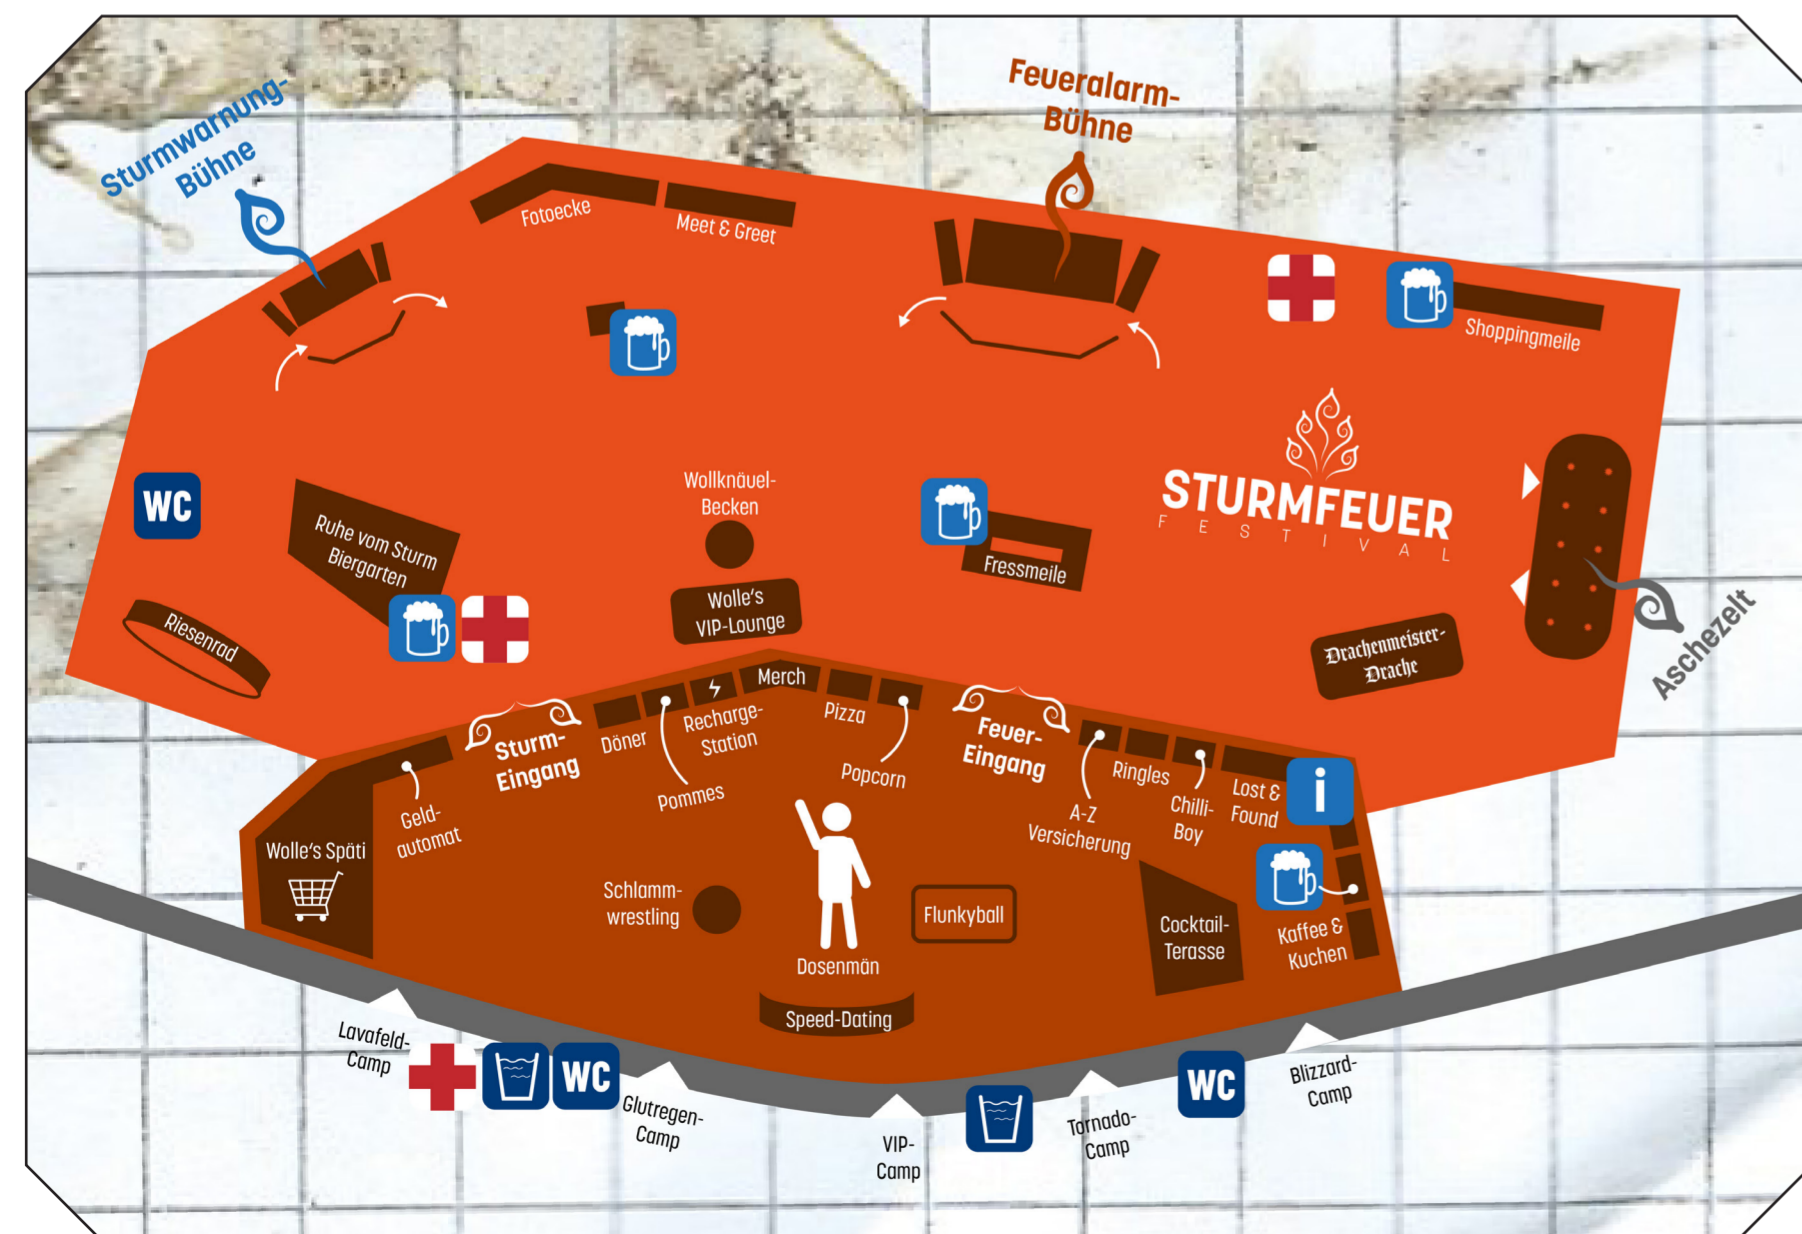 Sturmwarnung-
Bühne
Feueralarm-
Bühne
Fotoecke
Meet & Greet
Shoppingmeile
WC
Ruhe vom Sturm
Biergarten
Riesenrad
Wollknäuel-
Becken
Wolle's
VIP-Lounge
Fressmeile
STURMFEUER
FESTIVAL
Aschezelt
Drachenmeister-
Drache
Sturm-
Eingang
Döner
Pommes
Recharge-
Station
Merch
Pizza
Popcorn
Feuer-
Eingang
A-Z
Versicherung
Ringles
Chilli-
Boy
Lost &
Found
i
Geld-
automat
Wolle's Späti
Schlamm-
wrestling
Dosenmän
Flunkyball
Cocktail-
Terasse
Kaffee &
Kuchen
Speed-Dating
Lavafeld-
Camp
WC
Glutregen-
Camp
VIP-
Camp
Tornado-
Camp
WC
Blizzard-
Camp